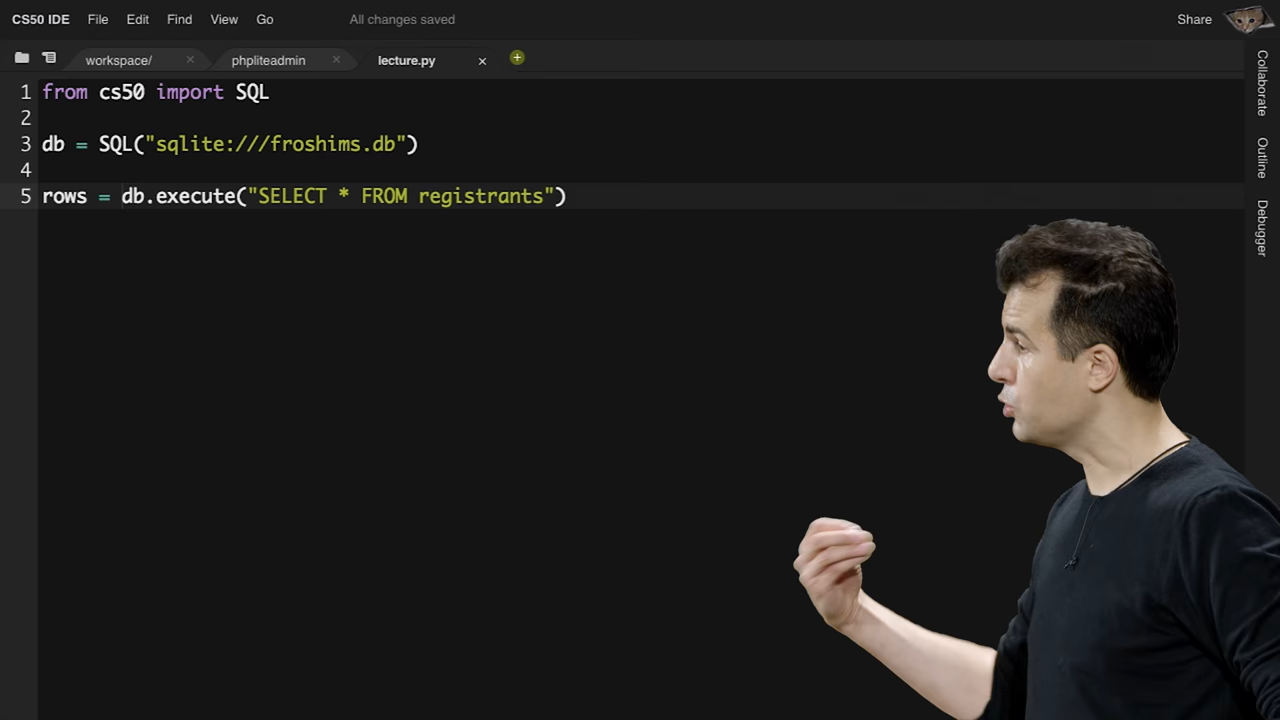 CS50 IDE File Edit Find View Go All changes saved Share
workspace/ × phpliteadmin × lecture.py ×
1 from cs50 import SQL
2
3 db = SQL("sqlite:///froshims.db")
4
5 rows = db.execute("SELECT * FROM registrants")
Collaborate
Outline
Debugger